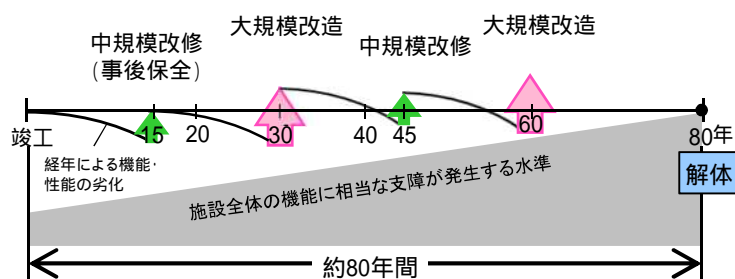 中規模改修
(事後保全)
大規模改造
中規模改修
大規模改造
竣工
15
20
30
40
45
60
80年
経年による機能・
性能の劣化
施設全体の機能に相当な支障が発生する水準
解体
約80年間